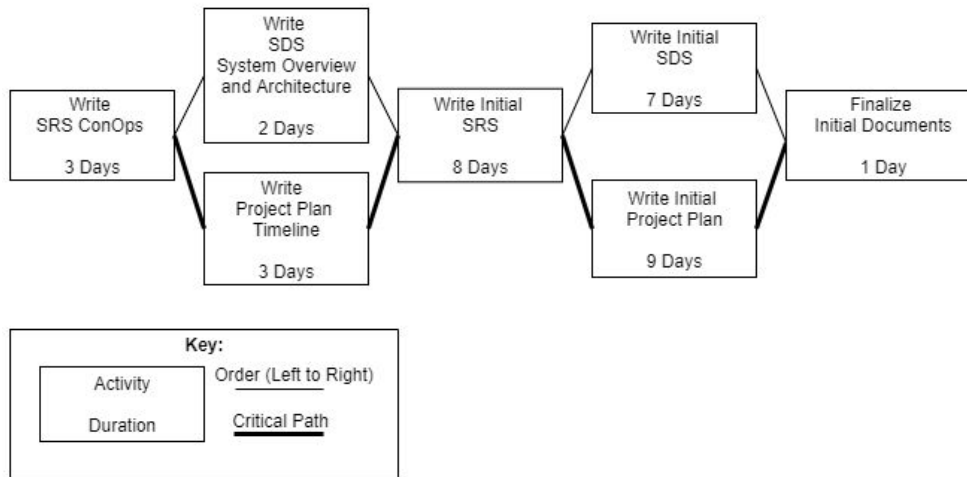 Write
SRS ConOps
3 Days
Write
SDS
System Overview
and Architecture
2 Days
Write
Project Plan
Timeline
3 Days
Write Initial
SRS
8 Days
Write Initial
SDS
7 Days
Write Initial
Project Plan
9 Days
Finalize
Initial Documents
1 Day
Key:
Activity
Duration
Order (Left to Right)
Critical Path